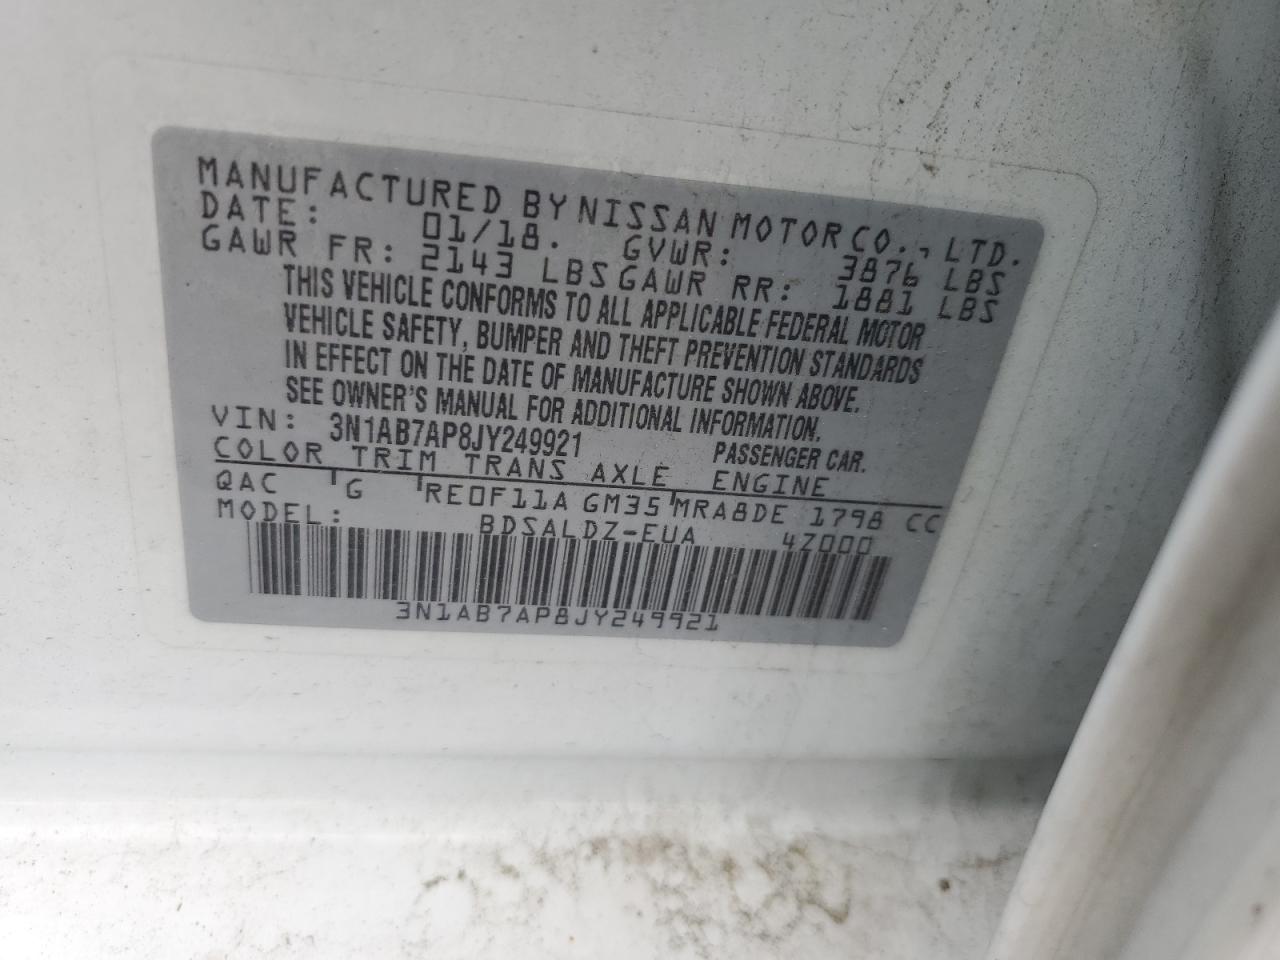 MANUFACTURED BY NISSAN MOTOR CO., LTD.
DATE: 01/18. GVWR: 3876 LBS
GAWR FR: 2143 LBS GAWR RR: 1881 LBS
THIS VEHICLE CONFORMS TO ALL APPLICABLE FEDERAL MOTOR
VEHICLE SAFETY, BUMPER AND THEFT PREVENTION STANDARDS
IN EFFECT ON THE DATE OF MANUFACTURE SHOWN ABOVE.
SEE OWNER'S MANUAL FOR ADDITIONAL INFORMATION.
VIN: 3N1AB7AP8JY249921 PASSENGER CAR.
COLOR TRIM TRANS AXLE ENGINE
QAC G RE0F11A GM35 MRA8DE 1798 CC
MODEL: BDSALDZ-EUA 4Z000
3N1AB7AP8JY249921